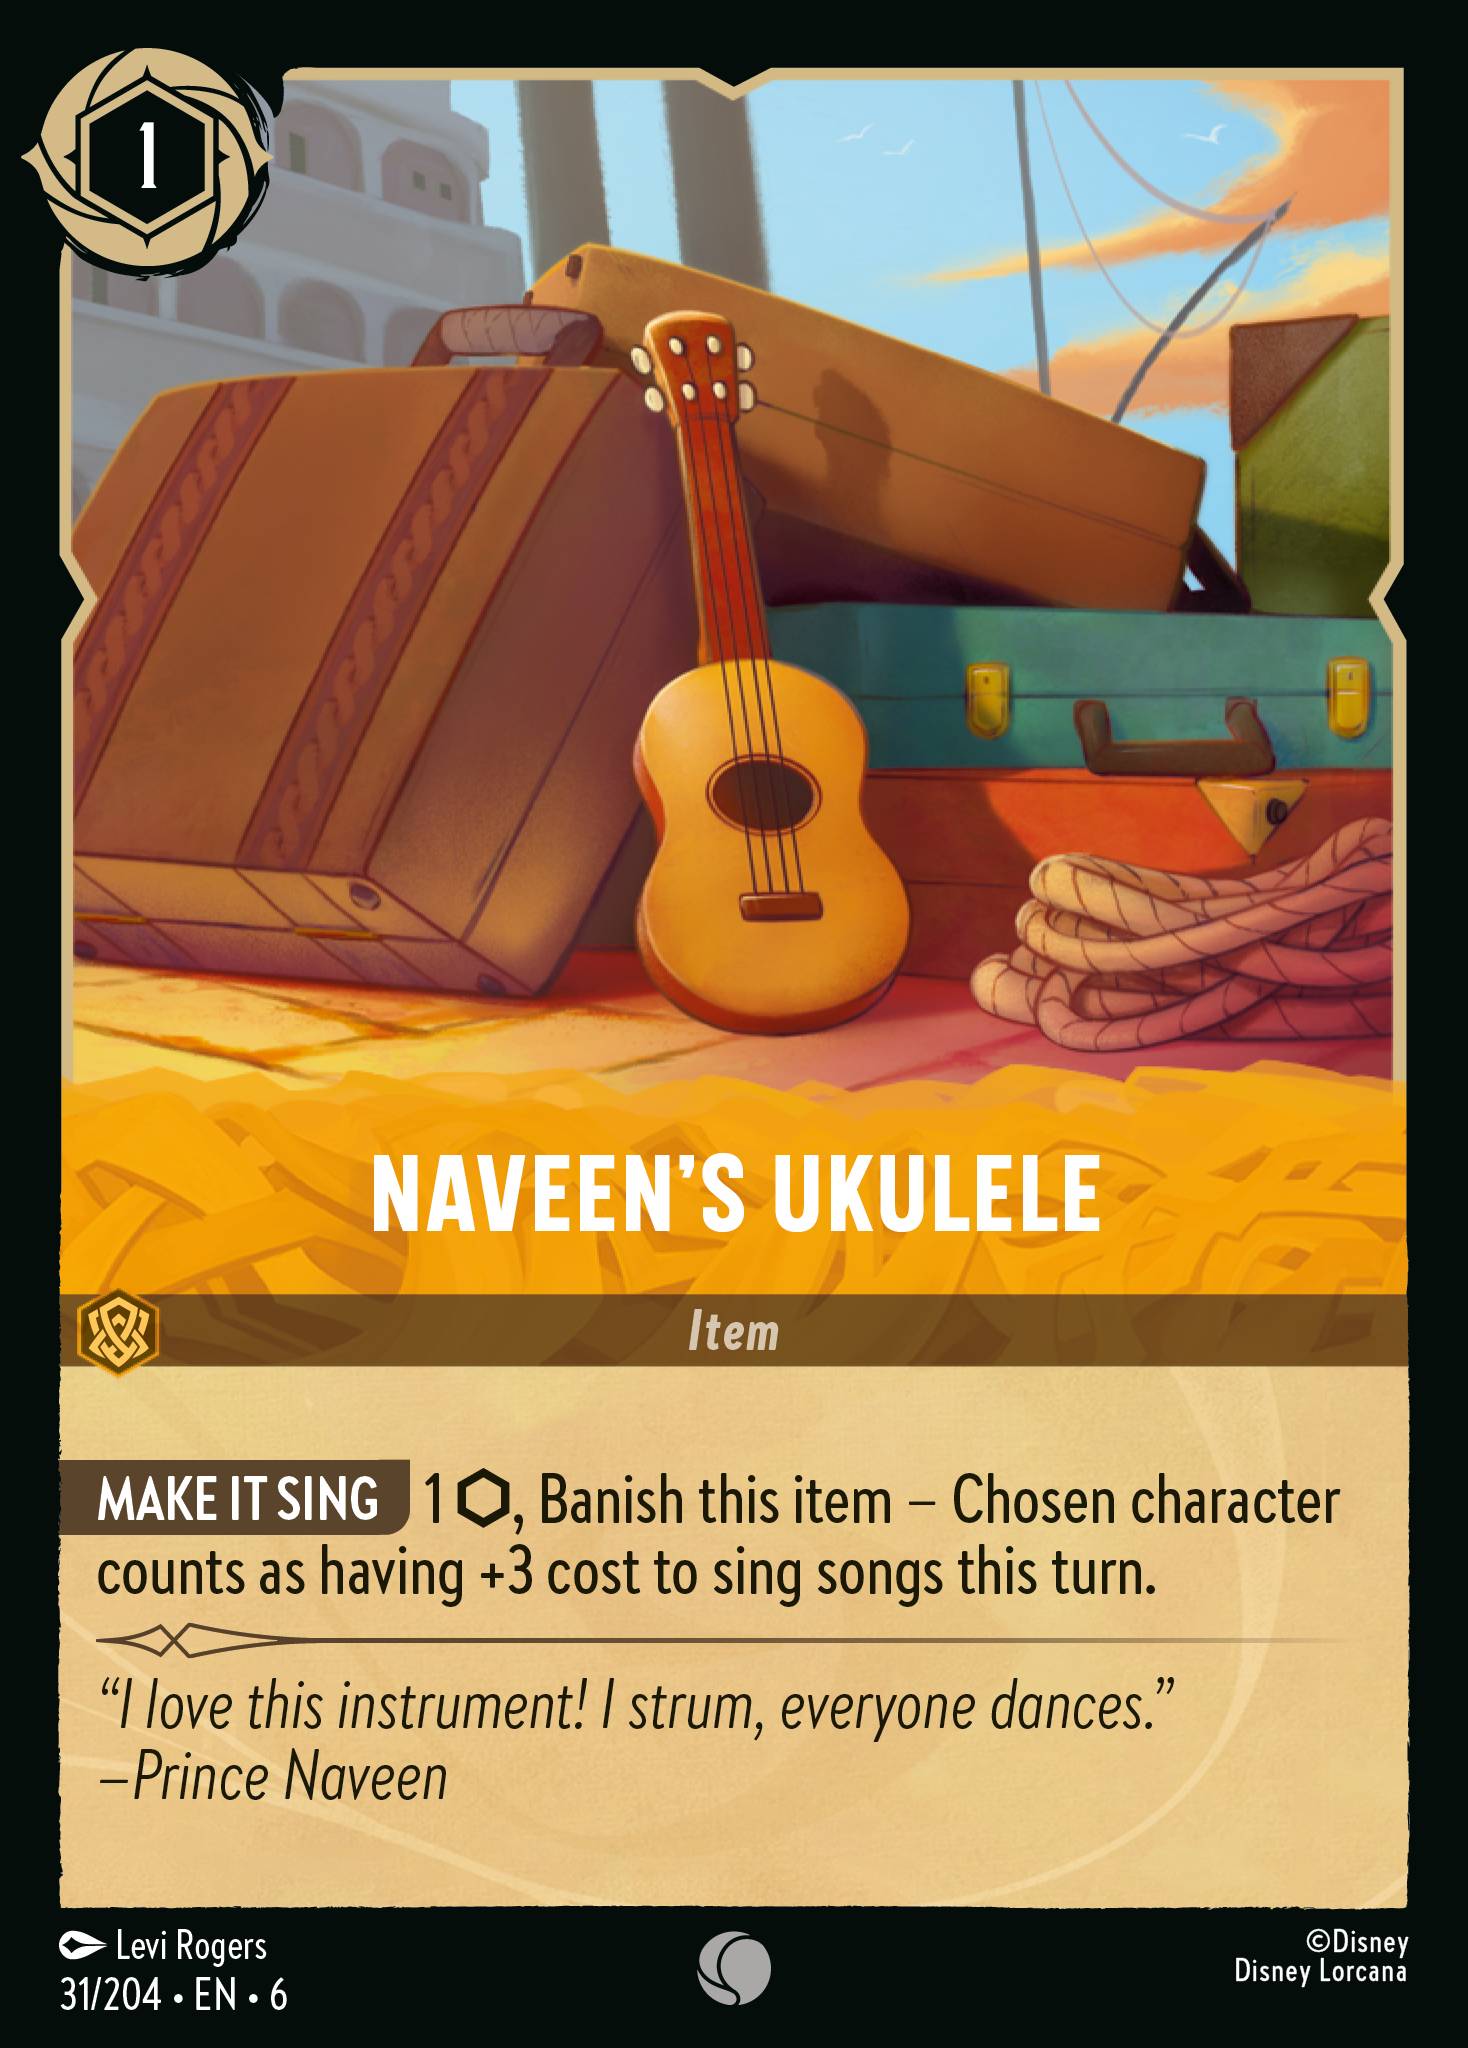 1
NAVEEN’S UKULELE
Item
MAKE IT SING 1 ⬡, Banish this item – Chosen character
counts as having +3 cost to sing songs this turn.
“I love this instrument! I strum, everyone dances.”
–Prince Naveen
Levi Rogers
31/204 • EN • 6
©Disney
Disney Lorcana